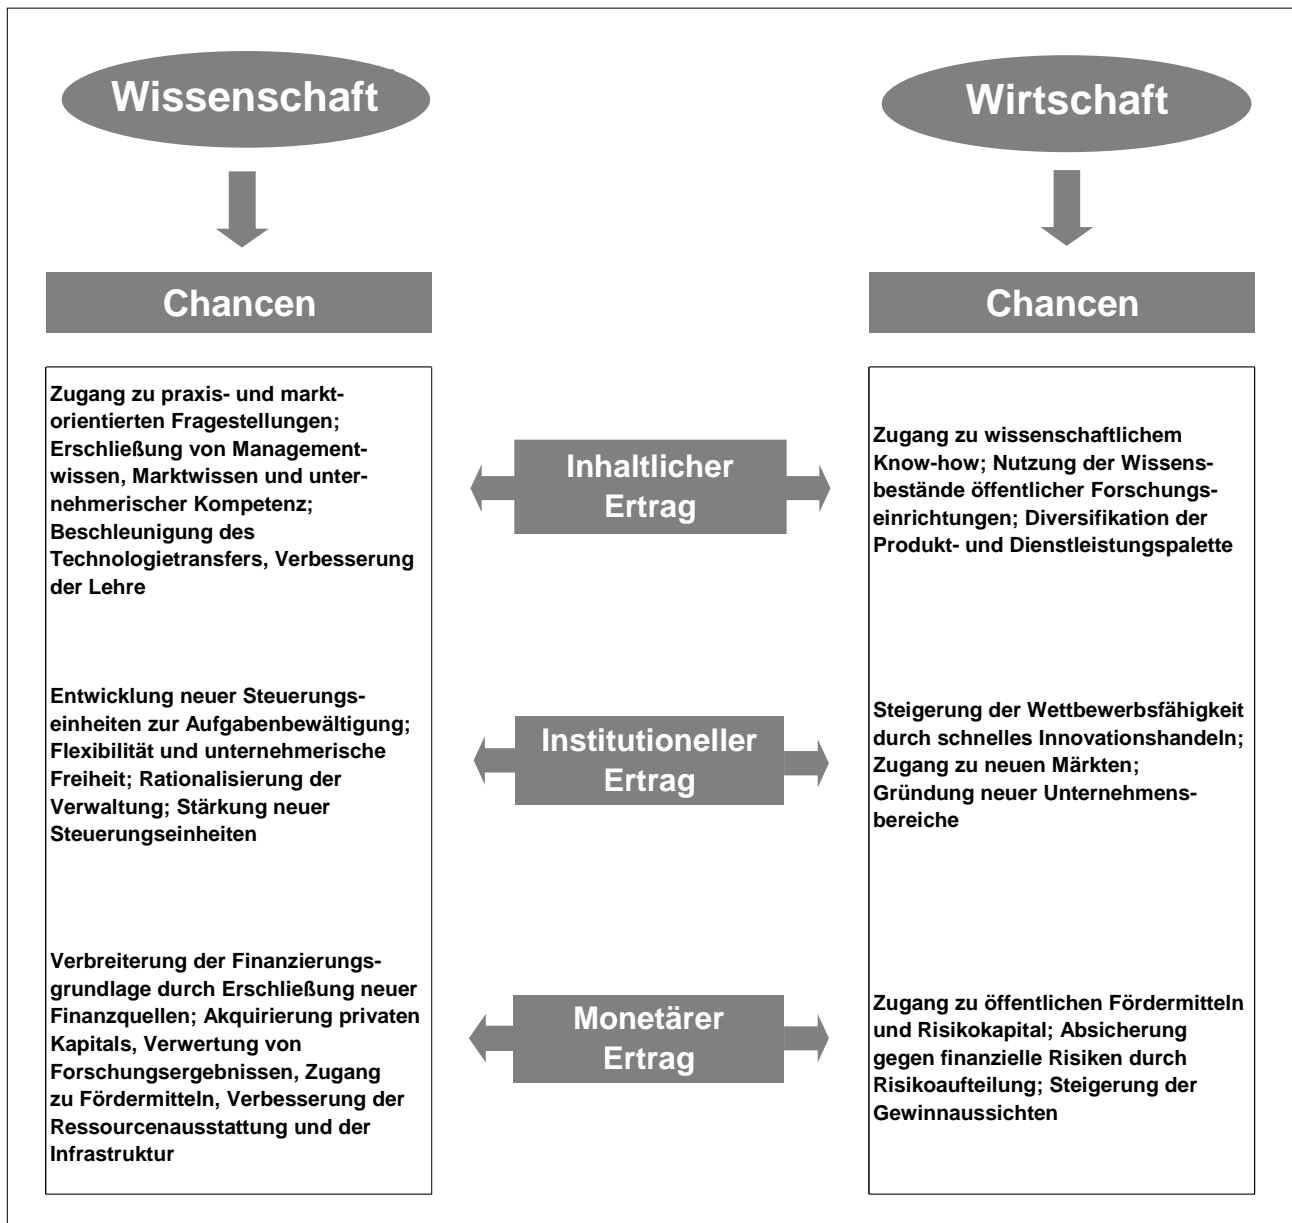 Wissenschaft
Wirtschaft
Chancen
Chancen
Zugang zu praxis- und markt-
orientierten Fragestellungen;
Erschließung von Management-
wissen, Marktwissen und unter-
nehmerischer Kompetenz;
Beschleunigung des
Technologietransfers, Verbesserung
der Lehre
Inhaltlicher
Ertrag
Zugang zu wissenschaftlichem
Know-how; Nutzung der Wissens-
bestände öffentlicher Forschungs-
einrichtungen; Diversifikation der
Produkt- und Dienstleistungspalette
Entwicklung neuer Steuerungs-
einheiten zur Aufgabenbewältigung;
Flexibilität und unternehmerische
Freiheit; Rationalisierung der
Verwaltung; Stärkung neuer
Steuerungseinheiten
Institutioneller
Ertrag
Steigerung der Wettbewerbsfähigkeit
durch schnelles Innovationshandeln;
Zugang zu neuen Märkten;
Gründung neuer Unternehmens-
bereiche
Verbreiterung der Finanzierungs-
grundlage durch Erschließung neuer
Finanzquellen; Akquirierung privaten
Kapitals, Verwertung von
Forschungsergebnissen, Zugang
zu Fördermitteln, Verbesserung der
Ressourcenausstattung und der
Infrastruktur
Monetärer
Ertrag
Zugang zu öffentlichen Fördermitteln
und Risikokapital; Absicherung
gegen finanzielle Risiken durch
Risikoaufteilung; Steigerung der
Gewinnaussichten